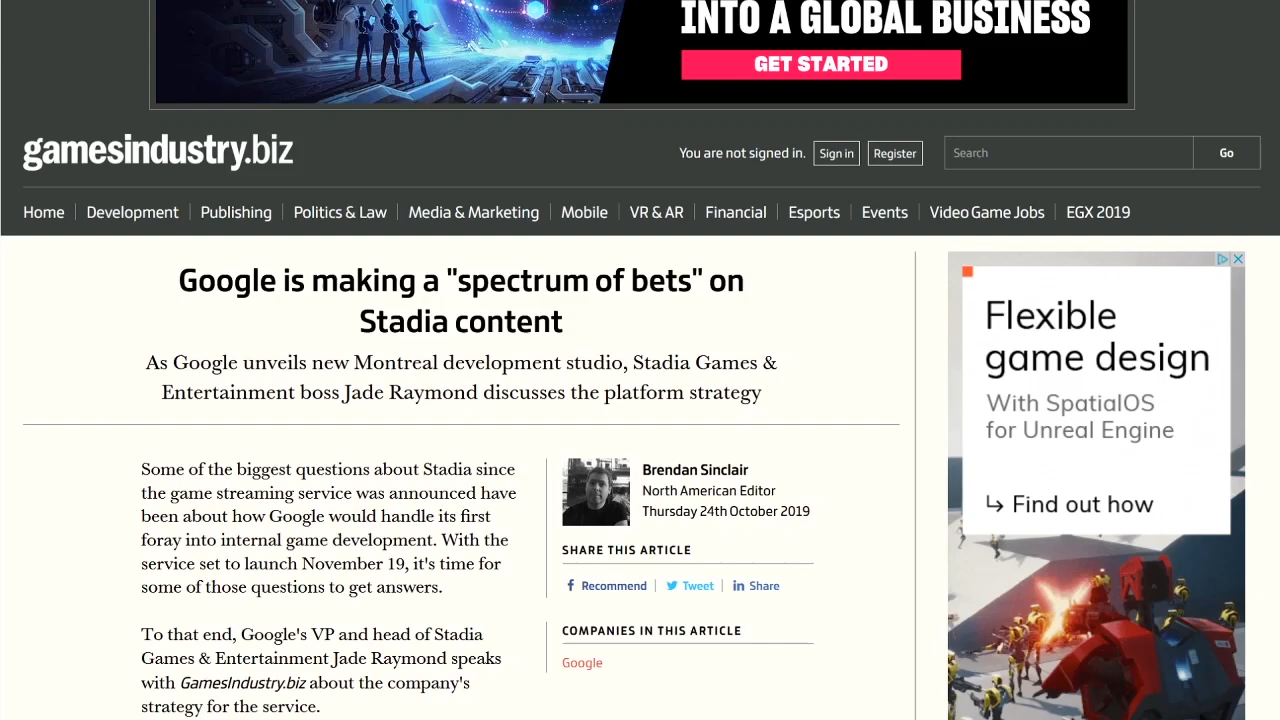 INTO A GLOBAL BUSINESS
GET STARTED
gamesindustry.biz
You are not signed in.
Sign in
Register
Search
Go
Home
Development
Publishing
Politics & Law
Media & Marketing
Mobile
VR & AR
Financial
Esports
Events
Video Game Jobs
EGX 2019
Google is making a "spectrum of bets" on
Stadia content
As Google unveils new Montreal development studio, Stadia Games &
Entertainment boss Jade Raymond discusses the platform strategy
Some of the biggest questions about Stadia since
the game streaming service was announced have
been about how Google would handle its first
foray into internal game development. With the
service set to launch November 19, it's time for
some of those questions to get answers.
To that end, Google's VP and head of Stadia
Games & Entertainment Jade Raymond speaks
with GamesIndustry.biz about the company's
strategy for the service.
Brendan Sinclair
North American Editor
Thursday 24th October 2019
SHARE THIS ARTICLE
Recommend
Tweet
Share
COMPANIES IN THIS ARTICLE
Google
Flexible
game design
With SpatialOS
for Unreal Engine
↳ Find out how